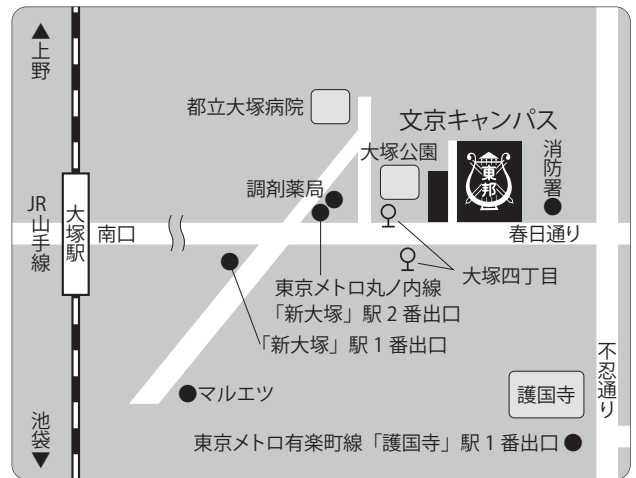 ▲上野
都立大塚病院
文京キャンパス
大塚公園
消防署
東邦
調剤薬局
JR山手線
大塚駅
南口
春日通り
大塚四丁目
東京メトロ丸ノ内線
「新大塚」駅2番出口
「新大塚」駅1番出口
不忍通り
マルエツ
護国寺
池袋▼
東京メトロ有楽町線「護国寺」駅1番出口